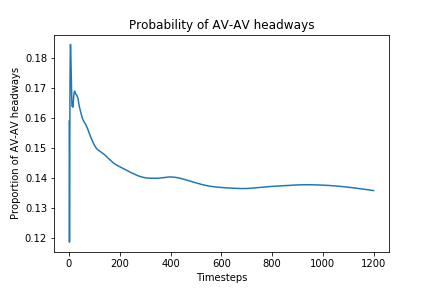 Probability of AV-AV headways
Proportion of AV-AV headways
0.18
0.17
0.16
0.15
0.14
0.13
0.12
0 200 400 600 800 1000 1200
Timesteps